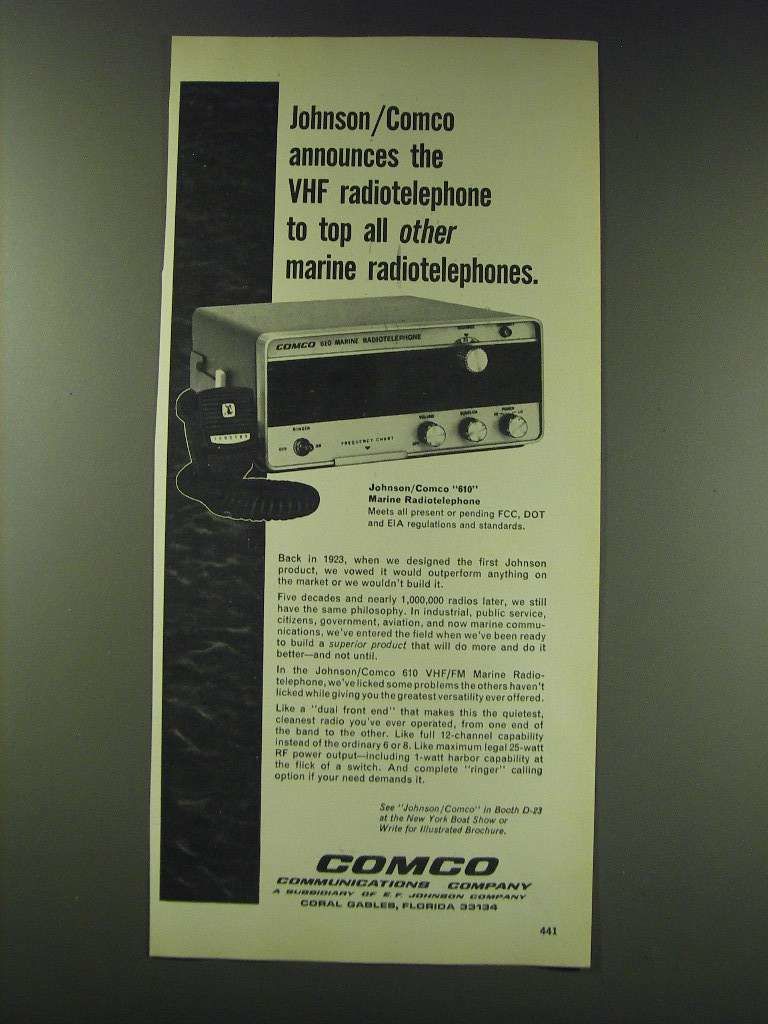 Johnson/Comco
announces the
VHF radiotelephone
to top all other
marine radiotelephones.
COMCO 610 MARINE RADIOTELEPHONE
CHANNEL
RINGER
OFF ON
FREQUENCY CHART
VOLUME
OFF
SQUELCH
POWER
HI LO
JOHNSON
Johnson/Comco "610"
Marine Radiotelephone
Meets all present or pending FCC, DOT
and EIA regulations and standards.
Back in 1923, when we designed the first Johnson
product, we vowed it would outperform anything on
the market or we wouldn't build it.
Five decades and nearly 1,000,000 radios later, we still
have the same philosophy. In industrial, public service,
citizens, government, aviation, and now marine commu-
nications, we've entered the field when we've been ready
to build a superior product that will do more and do it
better—and not until.
In the Johnson/Comco 610 VHF/FM Marine Radio-
telephone, we've licked some problems the others haven't
licked while giving you the greatest versatility ever offered.
Like a "dual front end" that makes this the quietest,
cleanest radio you've ever operated, from one end of
the band to the other. Like full 12-channel capability
instead of the ordinary 6 or 8. Like maximum legal 25-watt
RF power output—including 1-watt harbor capability at
the flick of a switch. And complete "ringer" calling
option if your need demands it.
See "Johnson/Comco" in Booth D-23
at the New York Boat Show or
Write for Illustrated Brochure.
COMCO
COMMUNICATIONS COMPANY
A SUBSIDIARY OF E.F. JOHNSON COMPANY
CORAL GABLES, FLORIDA 33134
441